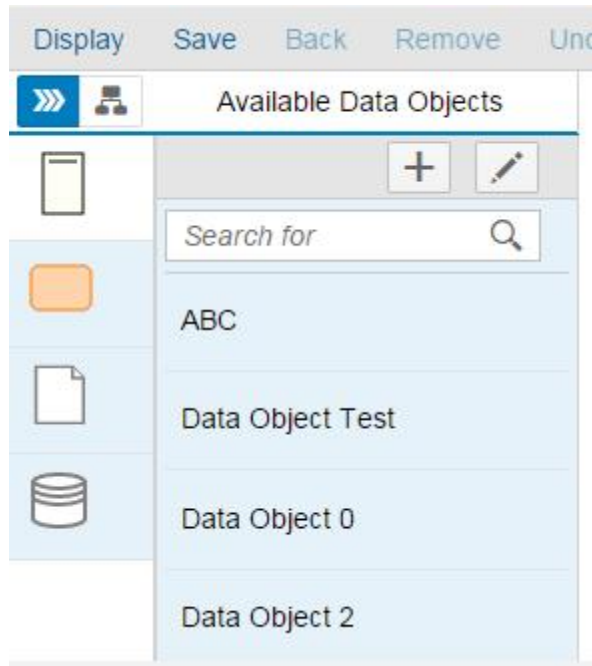 Display Save Back Remove
Available Data Objects
Search for
ABC
Data Object Test
Data Object 0
Data Object 2